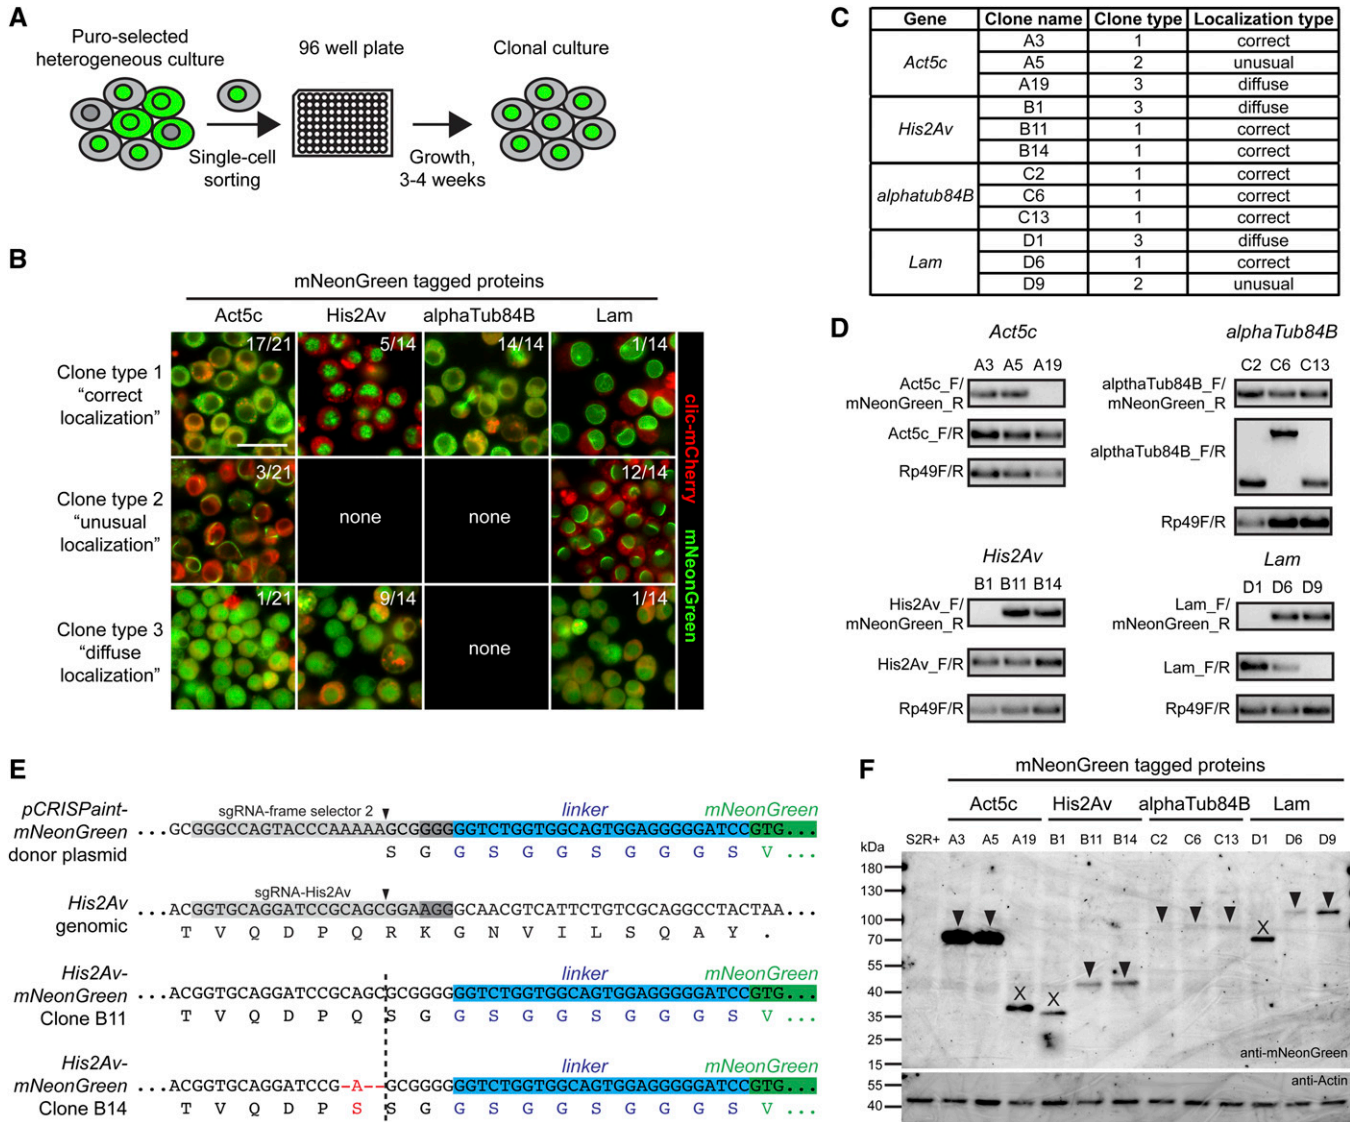 A
Puro-selected
heterogeneous culture
96 well plate
Clonal culture
Single-cell
sorting
Growth,
3-4 weeks
B
mNeonGreen tagged proteins
Act5c His2Av alphaTub84B Lam
Clone type 1
“correct
localization”
17/21 5/14 14/14 1/14
Clone type 2
“unusual
localization”
3/21 none none 12/14
Clone type 3
“diffuse
localization”
1/21 9/14 none 1/14
clic-mCherry
mNeonGreen
C
Gene Clone name Clone type Localization type
Act5c
A3 1 correct
A5 2 unusual
A19 3 diffuse
His2Av
B1 3 diffuse
B11 1 correct
B14 1 correct
alphatub84B
C2 1 correct
C6 1 correct
C13 1 correct
Lam
D1 3 diffuse
D6 1 correct
D9 2 unusual
D
Act5c
A3 A5 A19
Act5c_F/
mNeonGreen_R
Act5c_F/R
Rp49F/R
alphaTub84B
C2 C6 C13
alpthaTub84B_F/
mNeonGreen_R
alpthaTub84B_F/R
Rp49F/R
His2Av
B1 B11 B14
His2Av_F/
mNeonGreen_R
His2Av_F/R
Rp49F/R
Lam
D1 D6 D9
Lam_F/
mNeonGreen_R
Lam_F/R
Rp49F/R
E
pCRISPaint-
mNeonGreen
donor plasmid
sgRNA-frame selector 2 linker mNeonGreen
...GCGGGCCAGTACCCAAAAAGCGGGGGGTCTGGTGGCAGTGGAGGGGGATCCGTG...
S G G S G G S G G G S V ...
His2Av
genomic
sgRNA-His2Av
...ACGGTGCAGGATCCGCAGCGGAAGGGCAACGTCATTCTGTCGCAGGCCTACTAA...
T V Q D P Q R K G N V I L S Q A Y .
His2Av-
mNeonGreen
Clone B11
linker mNeonGreen
...ACGGTGCAGGATCCGCAGCGCGGGGGGTCTGGTGGCAGTGGAGGGGGATCCGTG...
T V Q D P Q S G G S G G S G G G S V ...
His2Av-
mNeonGreen
Clone B14
linker mNeonGreen
...ACGGTGCAGGATCCG-A--GCGGGGGGTCTGGTGGCAGTGGAGGGGGATCCGTG...
T V Q D P S S G G S G G S G G G S V ...
F
mNeonGreen tagged proteins
Act5c His2Av alphaTub84B Lam
S2R+ A3 A5 A19 B1 B11 B14 C2 C6 C13 D1 D6 D9
kDa
180
130
100
70
55
40
35
25
15
X X X
anti-mNeonGreen
55
40
anti-Actin